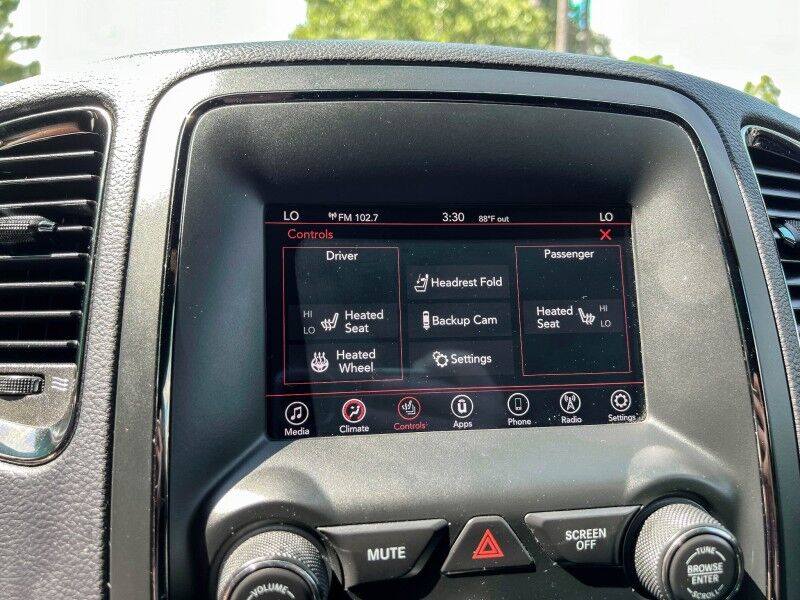 LO FM 102.7 3:30 88°F out LO
Controls X
Driver
Passenger
Headrest Fold
HI
LO
Heated
Seat
Backup Cam
Heated
Seat
HI
LO
Heated
Wheel
Settings
Media Climate Controls Apps Phone Radio Settings
MUTE
SCREEN
OFF
VOLUME
TUNE
BROWSE
ENTER
SCROLL